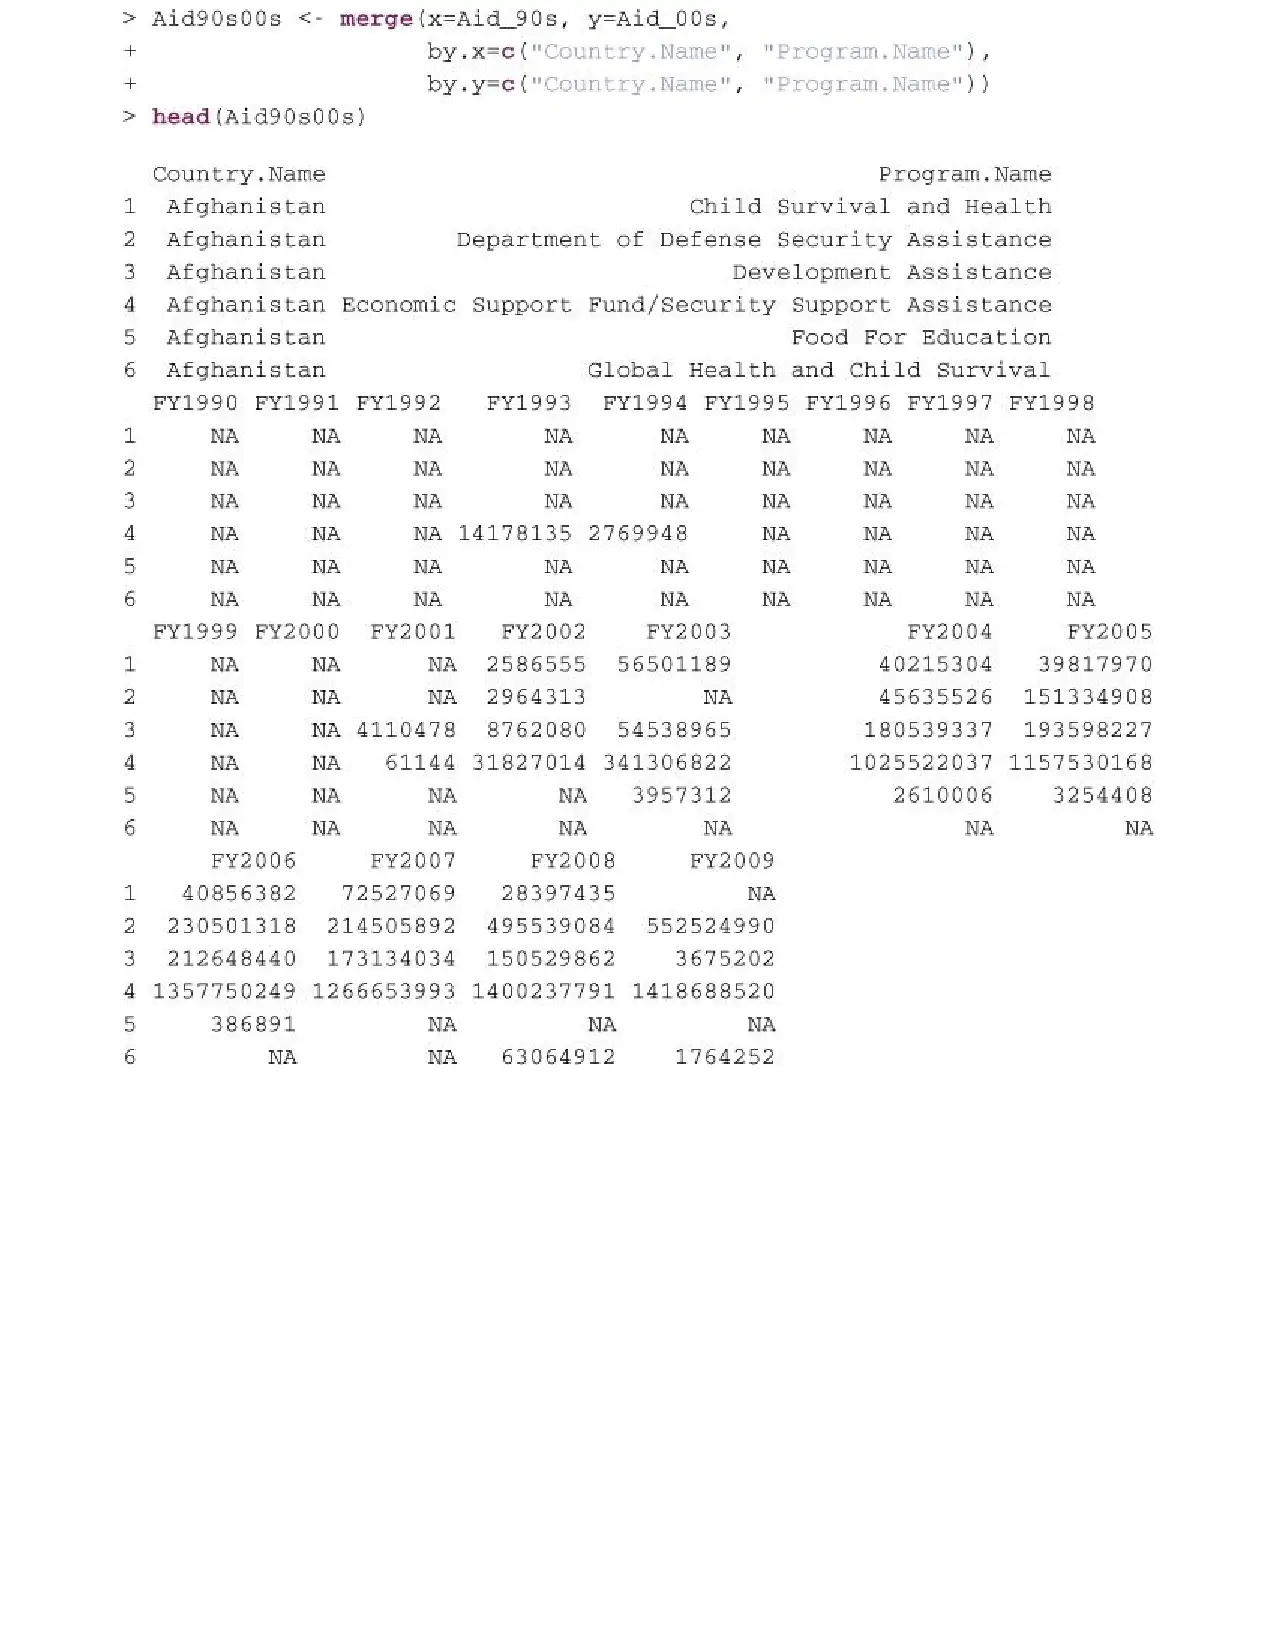 > Aid90s00s <- merge(x=Aid_90s, y=Aid_00s,
+ by.x=c("Country.Name", "Program.Name"),
+ by.y=c("Country.Name", "Program.Name"))
> head(Aid90s00s)
Country.Name Program.Name
1 Afghanistan Child Survival and Health
2 Afghanistan Department of Defense Security Assistance
3 Afghanistan Development Assistance
4 Afghanistan Economic Support Fund/Security Support Assistance
5 Afghanistan Food For Education
6 Afghanistan Global Health and Child Survival
FY1990 FY1991 FY1992 FY1993 FY1994 FY1995 FY1996 FY1997 FY1998
1 NA NA NA NA NA NA NA NA NA
2 NA NA NA NA NA NA NA NA NA
3 NA NA NA NA NA NA NA NA NA
4 NA NA NA 14178135 2769948 NA NA NA NA
5 NA NA NA NA NA NA NA NA NA
6 NA NA NA NA NA NA NA NA NA
FY1999 FY2000 FY2001 FY2002 FY2003 FY2004 FY2005
1 NA NA NA 2586555 56501189 40215304 39817970
2 NA NA NA 2964313 NA 45635526 151334908
3 NA NA 4110478 8762080 54538965 180539337 193598227
4 NA NA 61144 31827014 341306822 1025522037 1157530168
5 NA NA NA NA 3957312 2610006 3254408
6 NA NA NA NA NA NA NA
FY2006 FY2007 FY2008 FY2009
1 40856382 72527069 28397435 NA
2 230501318 214505892 495539084 552524990
3 212648440 173134034 150529862 3675202
4 1357750249 1266653993 1400237791 1418688520
5 386891 NA NA NA
6 NA NA 63064912 1764252